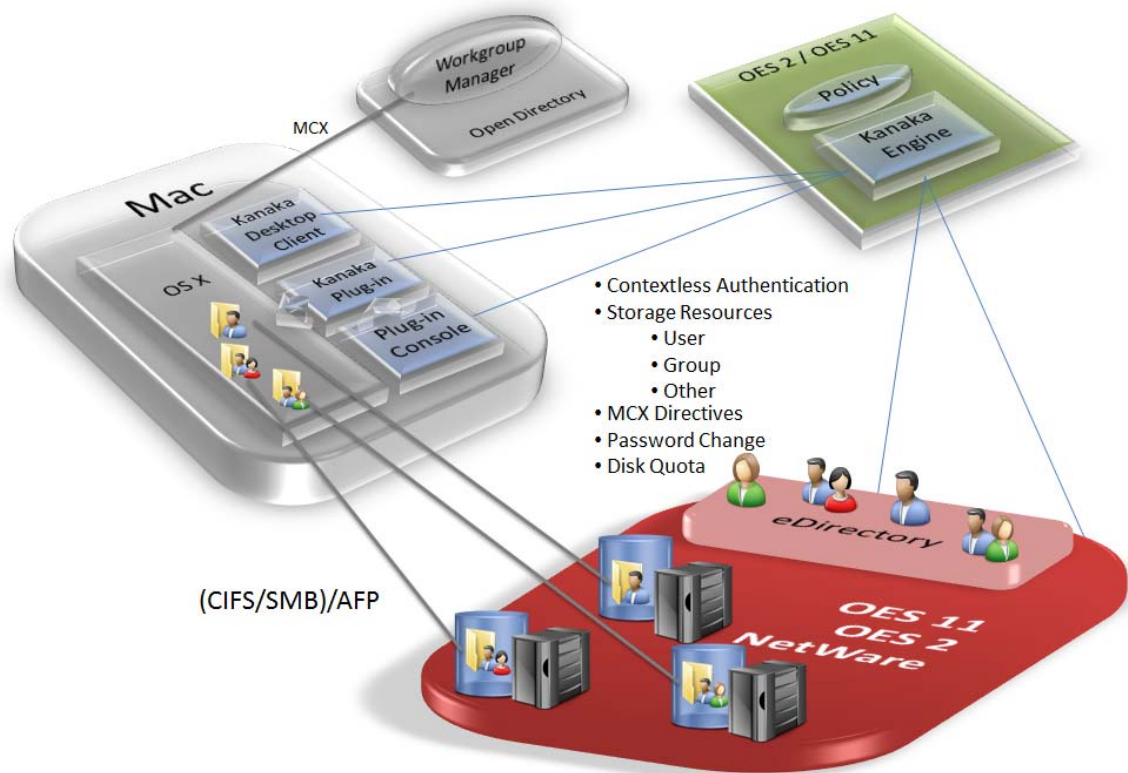 Workgroup
Manager
Open Directory
MCX
OES 2 / OES 11
Policy
Kanaka
Engine
Mac
Kanaka
Desktop
Client
OS X
Kanaka
Plug-in
Plug-in
Console
• Contextless Authentication
• Storage Resources
• User
• Group
• Other
• MCX Directives
• Password Change
• Disk Quota
eDirectory
(CIFS/SMB)/AFP
OES 11
OES 2
NetWare